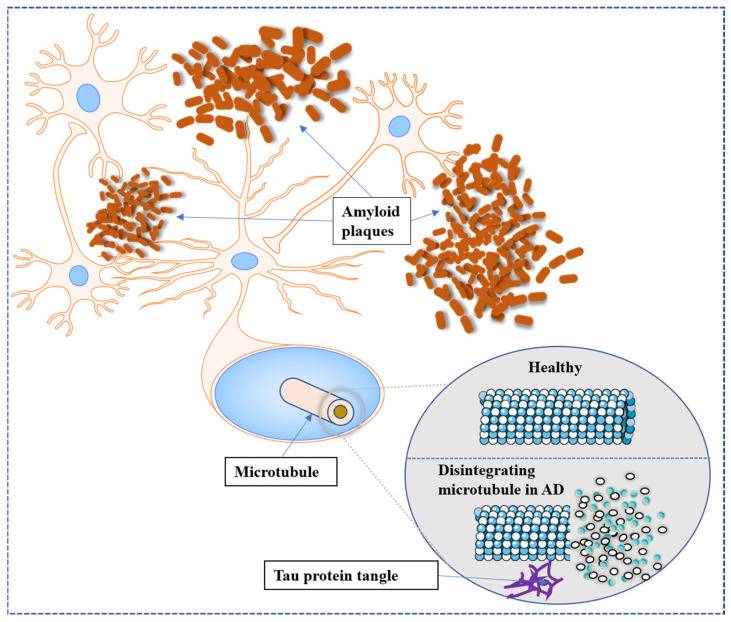 Amyloid
plaques
Healthy
Microtubule
Disintegrating
microtubule in AD
Tau protein tangle